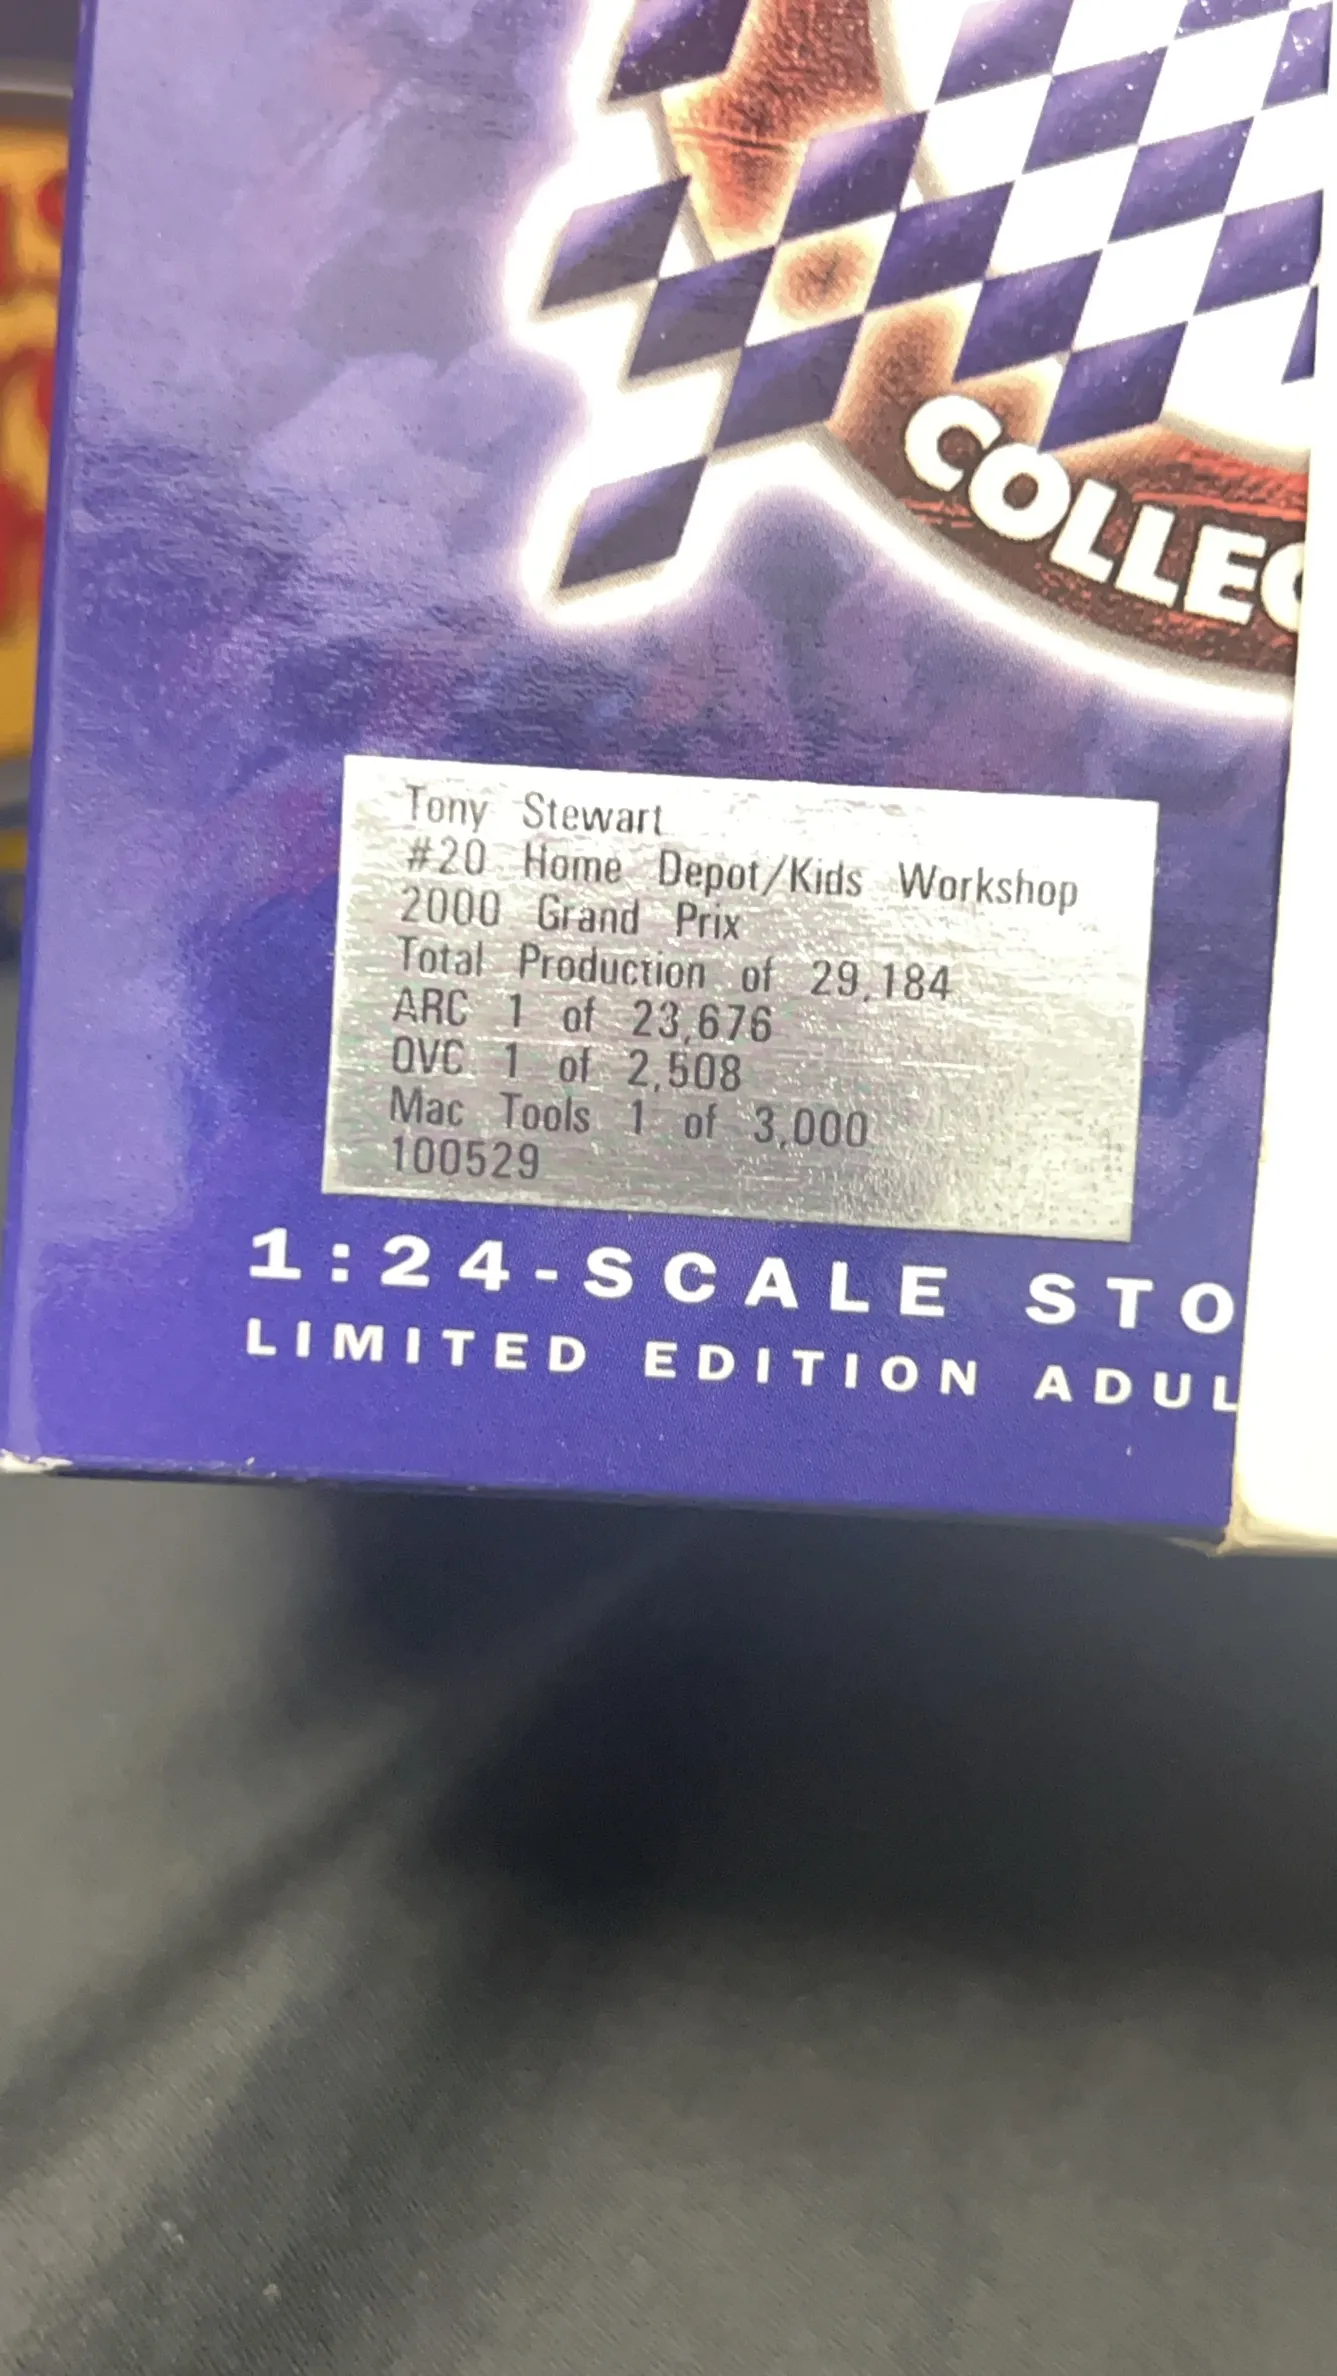 COLLEC
Tony Stewart
#20 Home Depot/Kids Workshop
2000 Grand Prix
Total Production of 29,184
ARC 1 of 23,676
OVC 1 of 2,508
Mac Tools 1 of 3,000
100529
1:24-SCALE STO
LIMITED EDITION ADUL